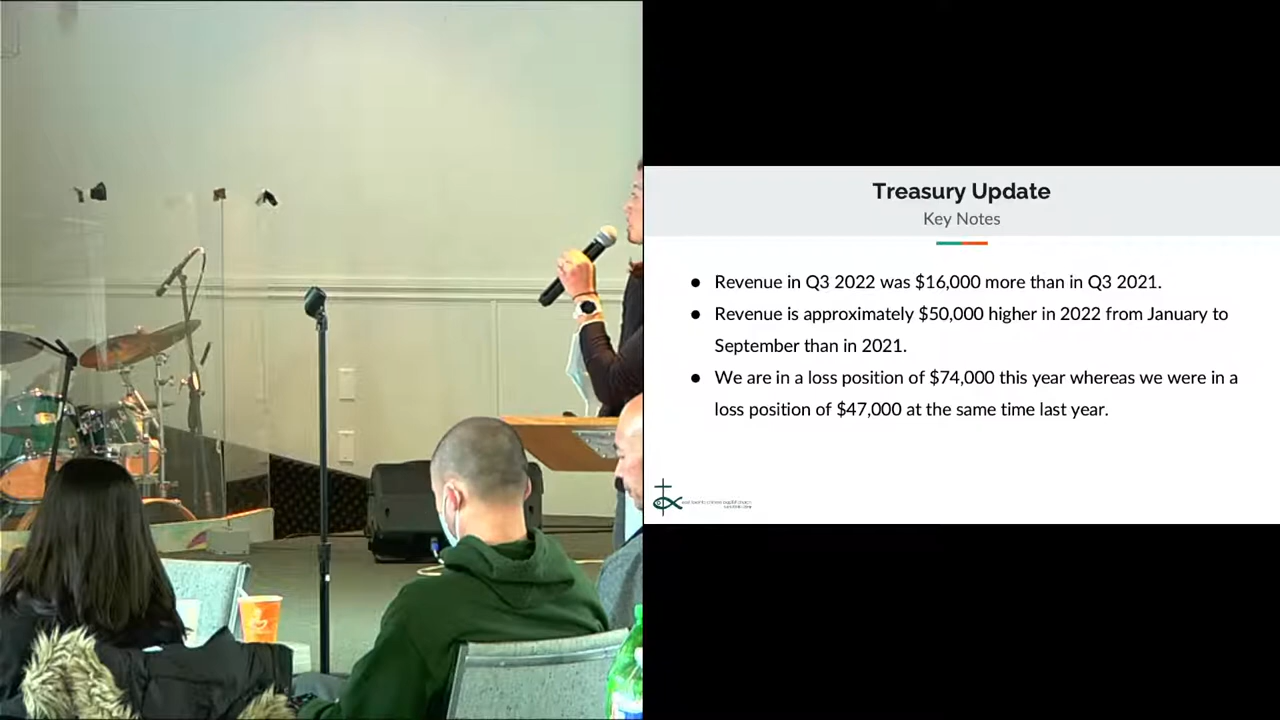 Treasury Update
Key Notes
● Revenue in Q3 2022 was $16,000 more than in Q3 2021.
● Revenue is approximately $50,000 higher in 2022 from January to
September than in 2021.
● We are in a loss position of $74,000 this year whereas we were in a
loss position of $47,000 at the same time last year.